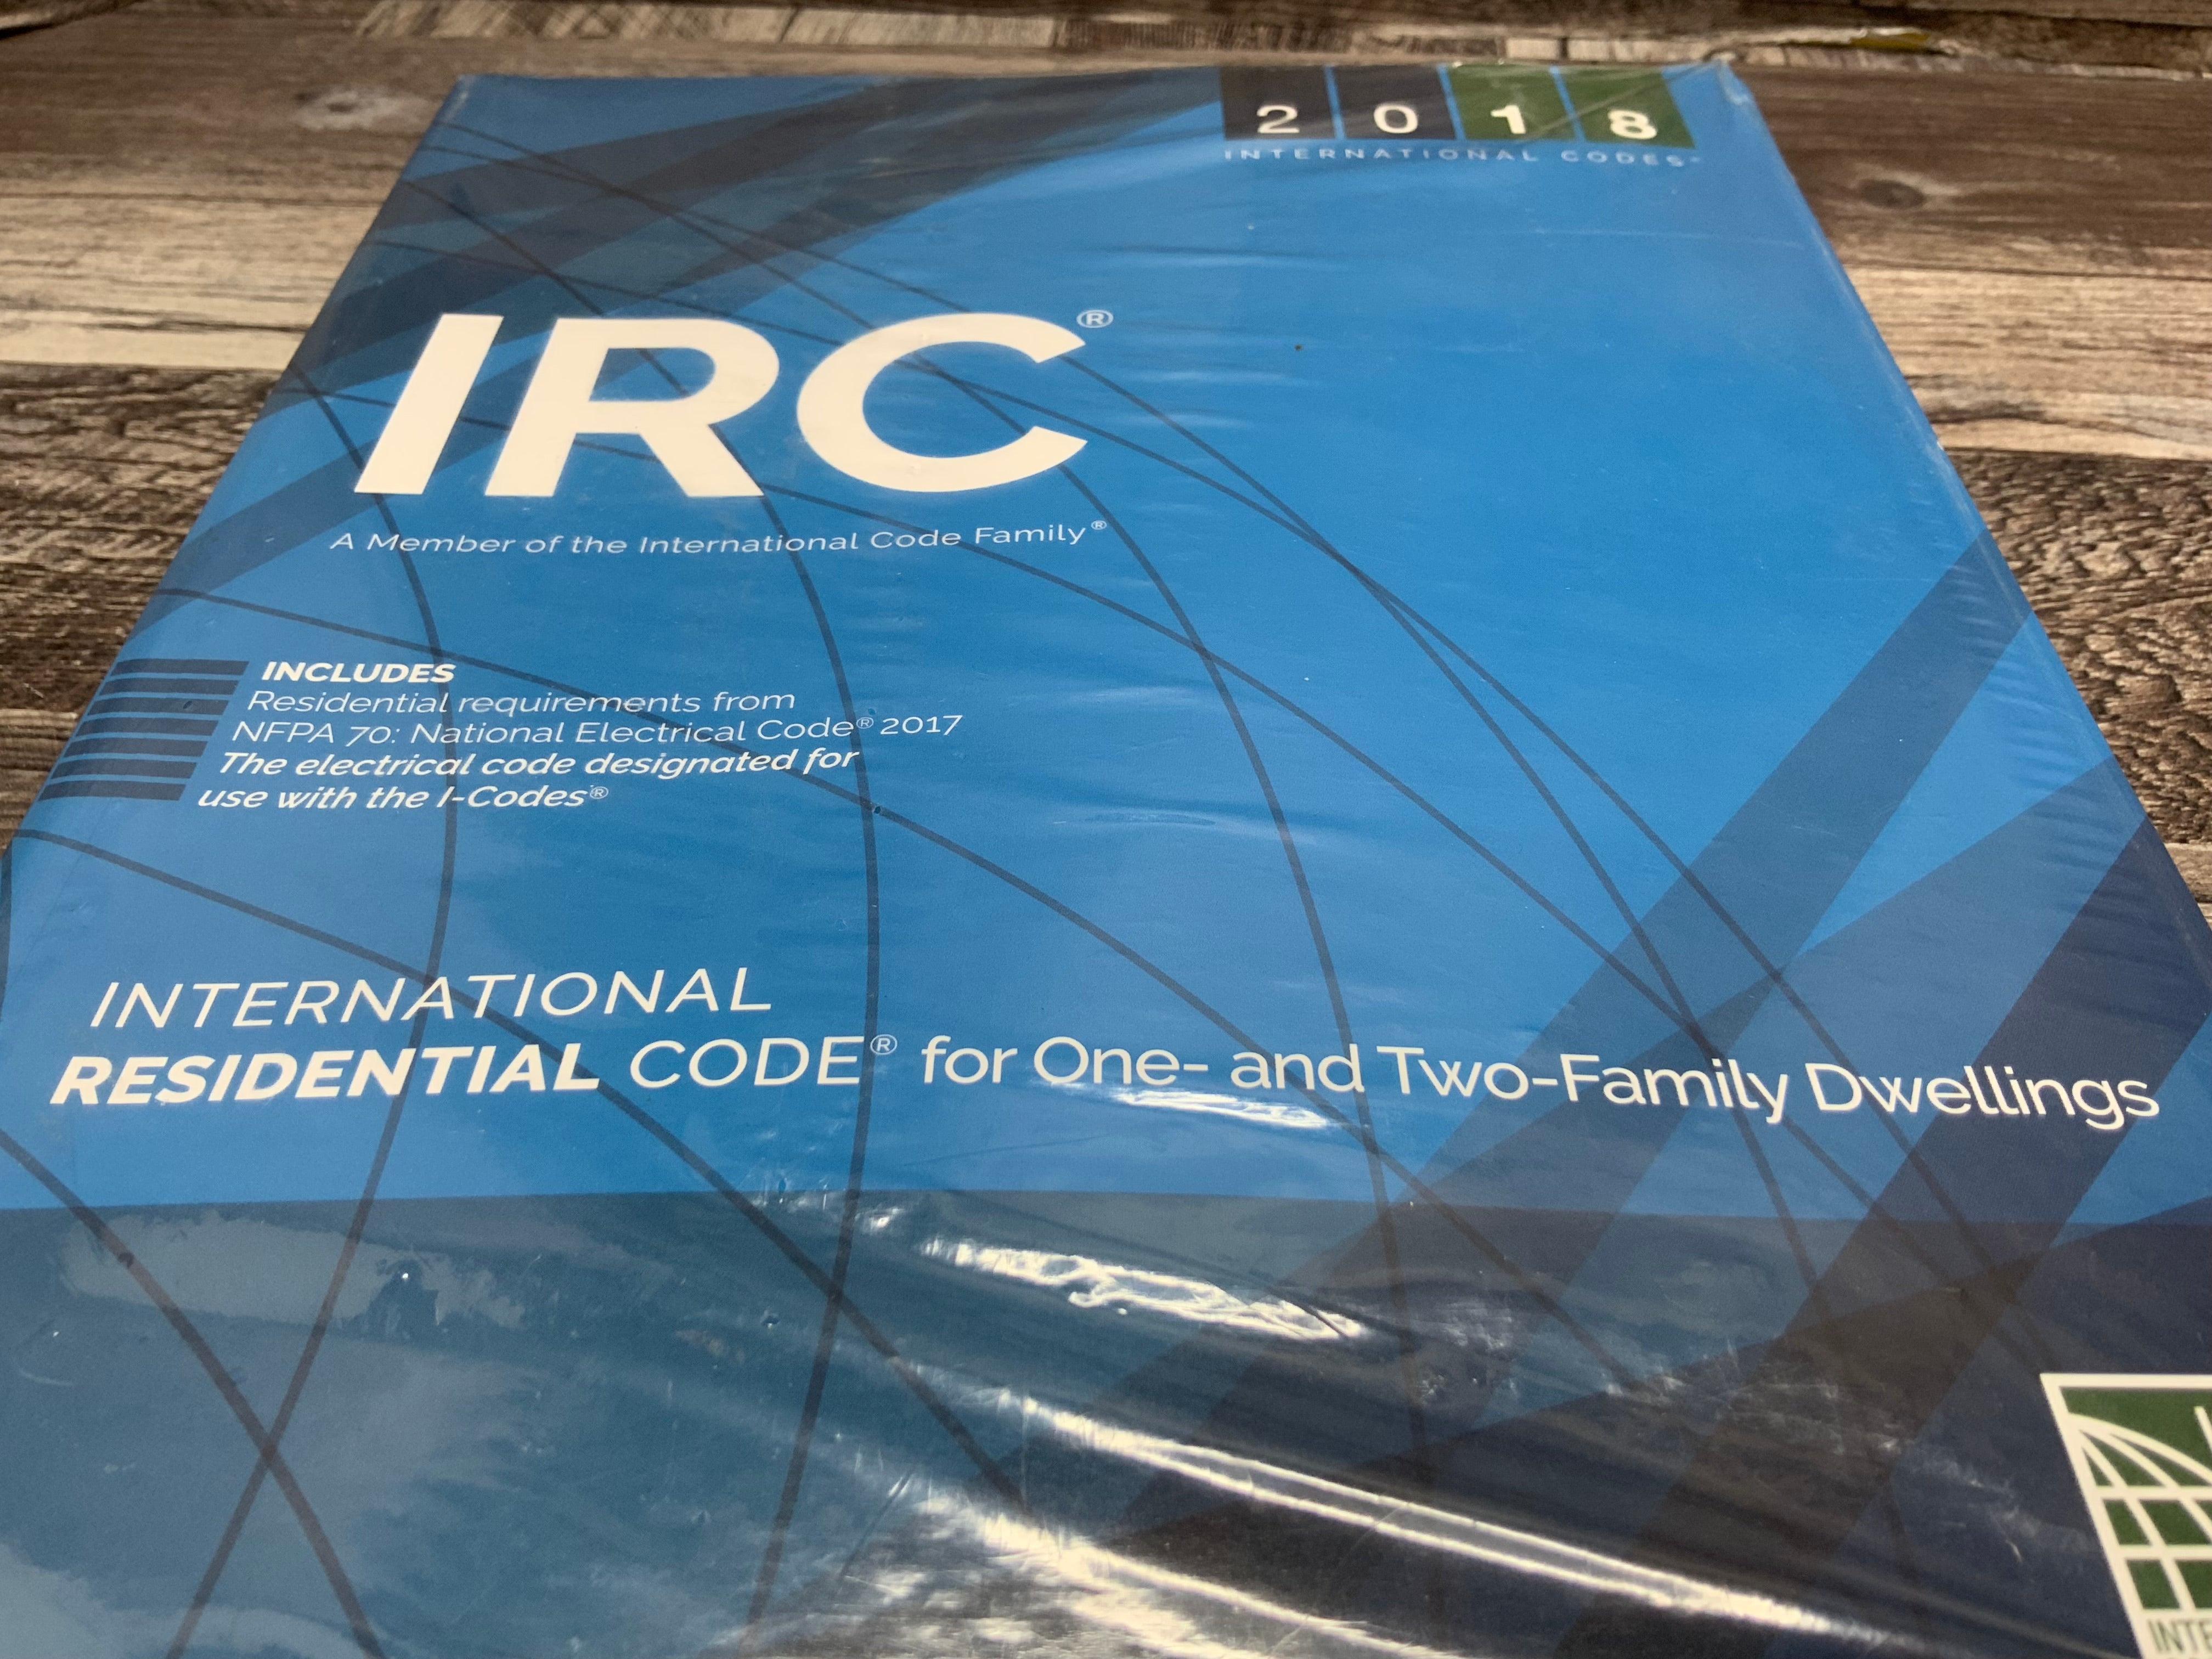 2018
INTERNATIONAL CODES®
IRC®
A Member of the International Code Family®
INCLUDES
Residential requirements from
NFPA 70: National Electrical Code® 2017
The electrical code designated for
use with the I-Codes®
INTERNATIONAL
RESIDENTIAL CODE® for One- and Two-Family Dwellings